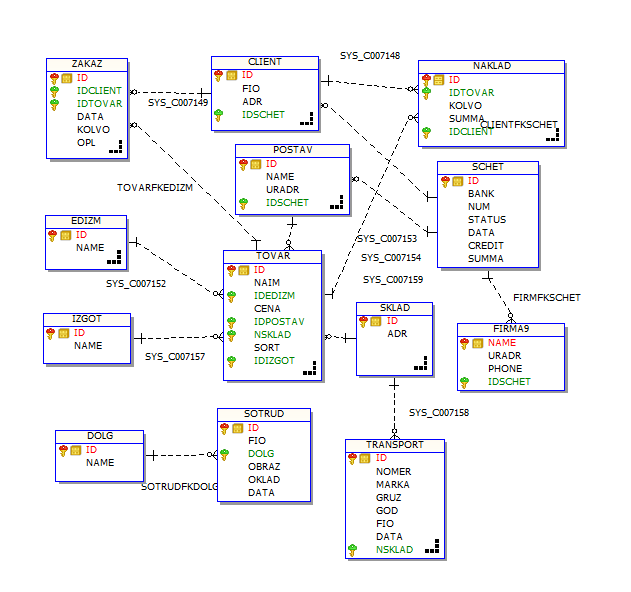 ZAKAZ
ID
IDCLIENT
IDTOVAR
DATA
KOLVO
OPL
CLIENT
ID
FIO
ADR
IDSCHET
SYS_C007148
SYS_C007149
NAKLAD
ID
IDTOVAR
KOLVO
SUMMA
IDCLIENT
CLIENTFKSCHET
POSTAV
ID
NAME
URADR
IDSCHET
SCHET
ID
BANK
NUM
STATUS
DATA
CREDIT
SUMMA
TOVARFKEDIZM
EDIZM
ID
NAME
SYS_C007152
TOVAR
ID
NAIM
IDEDIZM
CENA
IDPOSTAV
NSKLAD
SORT
IDIZGOT
SYS_C007153
SYS_C007154
SYS_C007159
FIRMFKSCHET
IZGOT
ID
NAME
SYS_C007157
SKLAD
ID
ADR
FIRMA9
NAME
URADR
PHONE
IDSCHET
SYS_C007158
DOLG
ID
NAME
SOTRUDFKDOLG
SOTRUD
ID
FIO
DOLG
OBRAZ
OKLAD
DATA
TRANSPORT
ID
NOMER
MARKA
GRUZ
GOD
FIO
DATA
NSKLAD